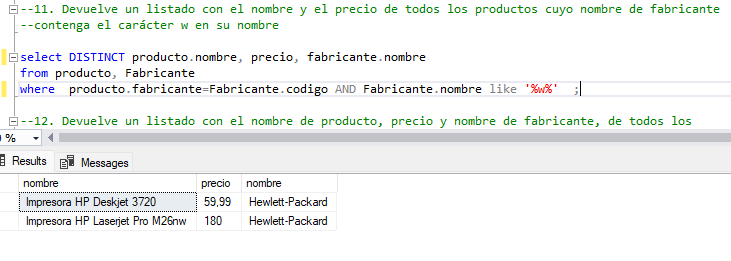 --11. Devuelve un listado con el nombre y el precio de todos los productos cuyo nombre de fabricante
--contenga el carácter w en su nombre
select DISTINCT producto.nombre, precio, fabricante.nombre
from producto, Fabricante
where  producto.fabricante=Fabricante.codigo AND Fabricante.nombre like '%w%'  ;
--12. Devuelve un listado con el nombre de producto, precio y nombre de fabricante, de todos los
0 %
Results Messages
nombre precio nombre
Impresora HP Deskjet 3720 59,99 Hewlett-Packard
Impresora HP Laserjet Pro M26nw 180 Hewlett-Packard